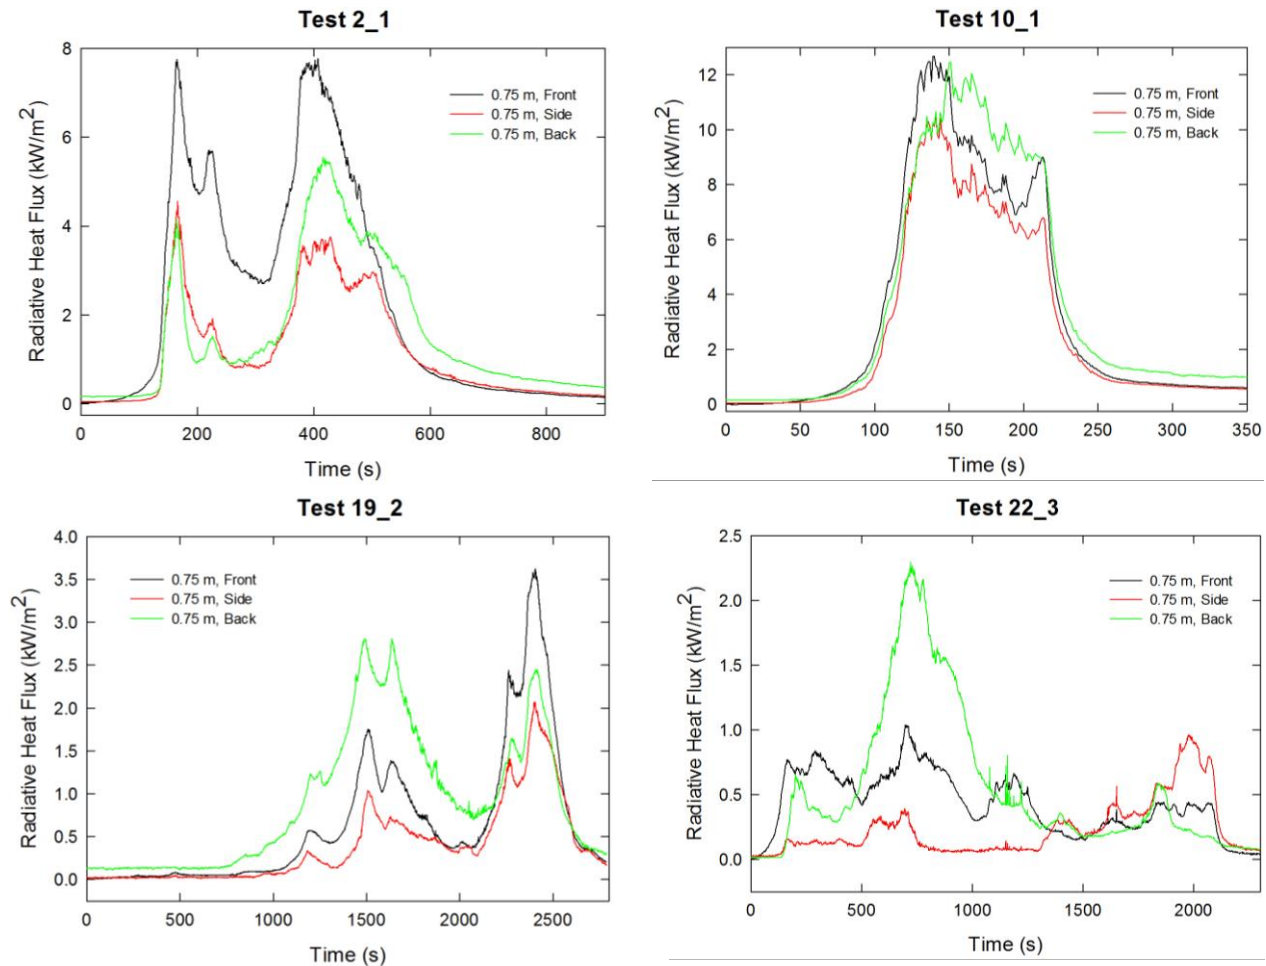 Test 2_1
8
6
4
2
0
Radiative Heat Flux (kW/m2)
0.75 m, Front
0.75 m, Side
0.75 m, Back
0 200 400 600 800
Time (s)
Test 10_1
12
10
8
6
4
2
0
Radiative Heat Flux (kW/m2)
0.75 m, Front
0.75 m, Side
0.75 m, Back
0 50 100 150 200 250 300 350
Time (s)
Test 19_2
4.0
3.5
3.0
2.5
2.0
1.5
1.0
0.5
0.0
Radiative Heat Flux (kW/m2)
0.75 m, Front
0.75 m, Side
0.75 m, Back
0 500 1000 1500 2000 2500
Time (s)
Test 22_3
2.5
2.0
1.5
1.0
0.5
0.0
Radiative Heat Flux (kW/m2)
0.75 m, Front
0.75 m, Side
0.75 m, Back
0 500 1000 1500 2000
Time (s)